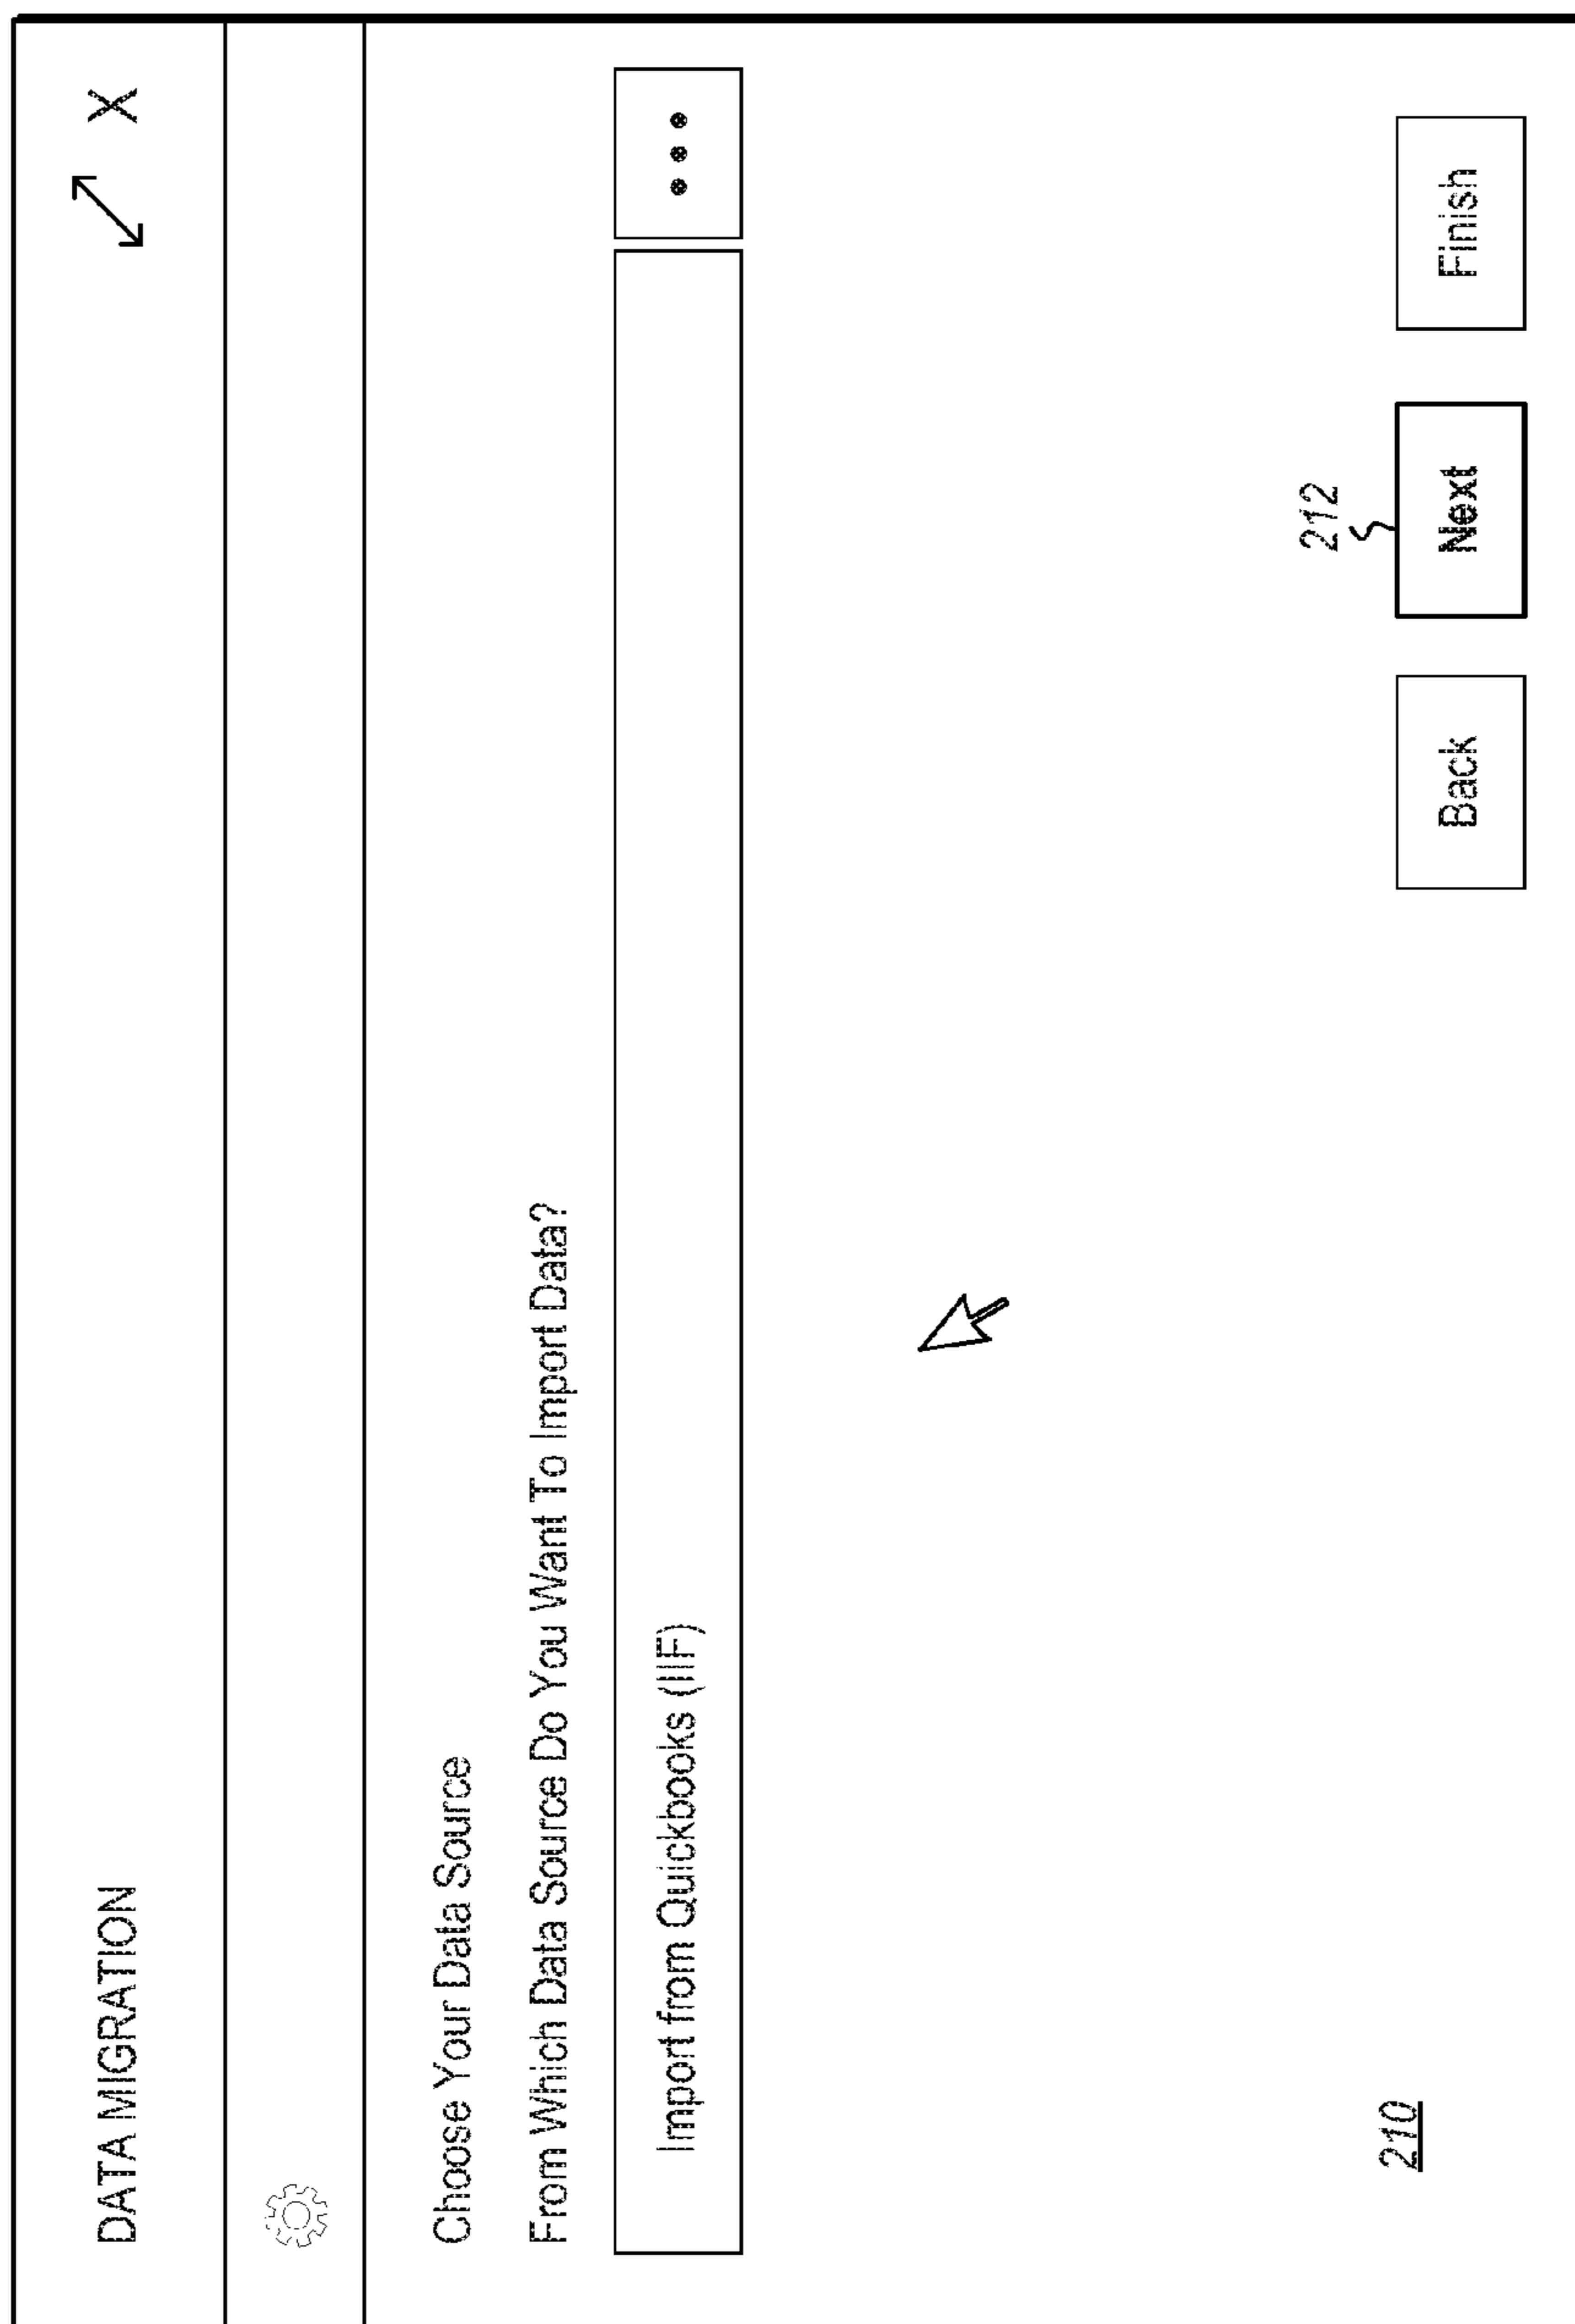 DATA MIGRATION X
Choose Your Data Source
From Which Data Source Do You Want To Import Data?
Import from Quickbooks (IIF)
212
210
Back Next Finish